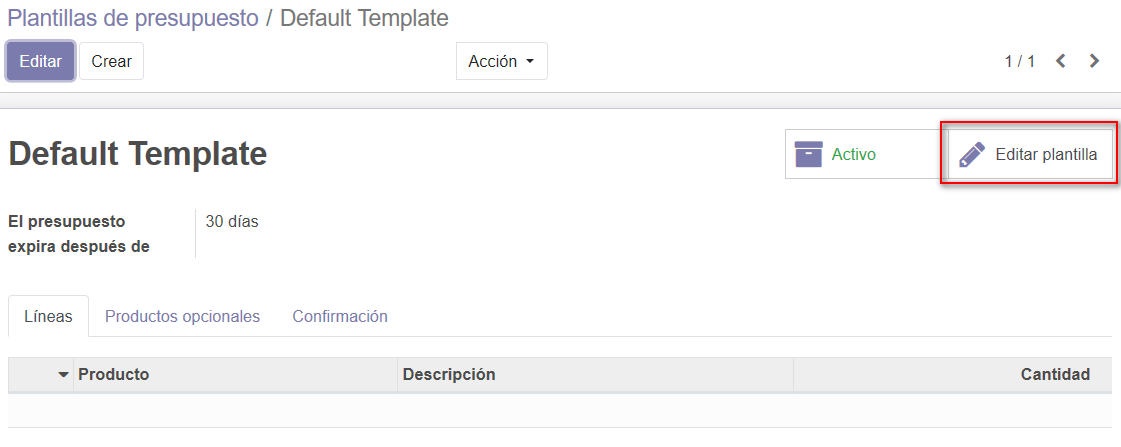 Plantillas de presupuesto / Default Template
Editar Crear Acción 1 / 1
Default Template
Activo
Editar plantilla
El presupuesto expira después de
30 días
Líneas Productos opcionales Confirmación
Producto Descripción Cantidad